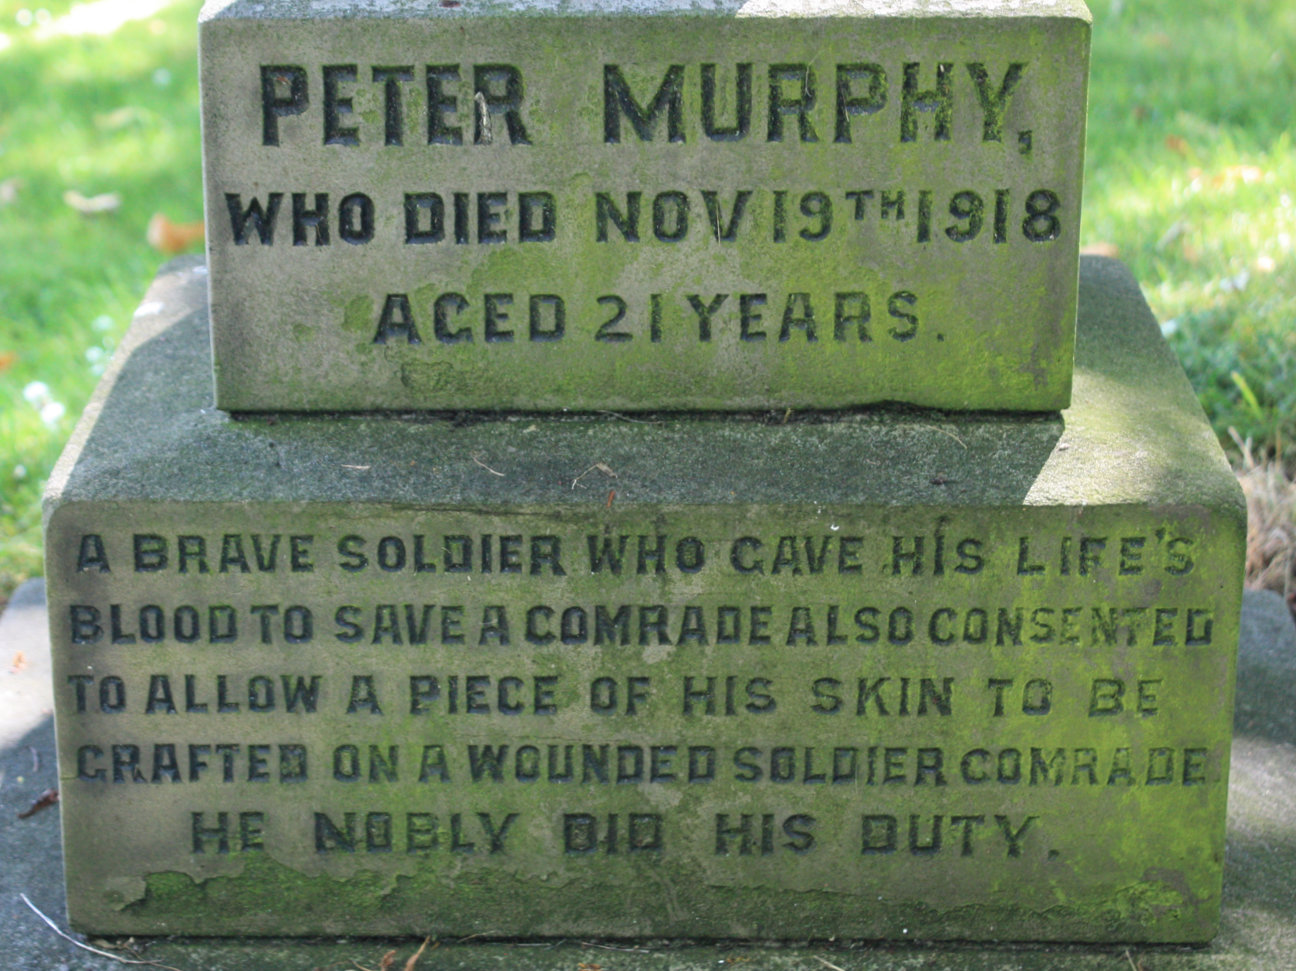 PETER MURPHY,
WHO DIED NOV 19TH 1918
AGED 21 YEARS.
A BRAVE SOLDIER WHO GAVE HIS LIFE'S
BLOOD TO SAVE A COMRADE ALSO CONSENTED
TO ALLOW A PIECE OF HIS SKIN TO BE
GRAFTED ON A WOUNDED SOLDIER COMRADE
HE NOBLY DID HIS DUTY.